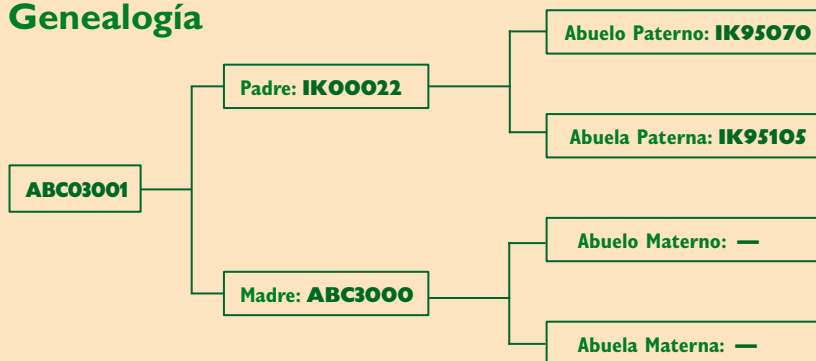 Genealogía
Abuelo Paterno: IK95070
Padre: IK00022
Abuela Paterna: IK95105
ABC03001
Abuelo Materno: —
Madre: ABC3000
Abuela Materna: —